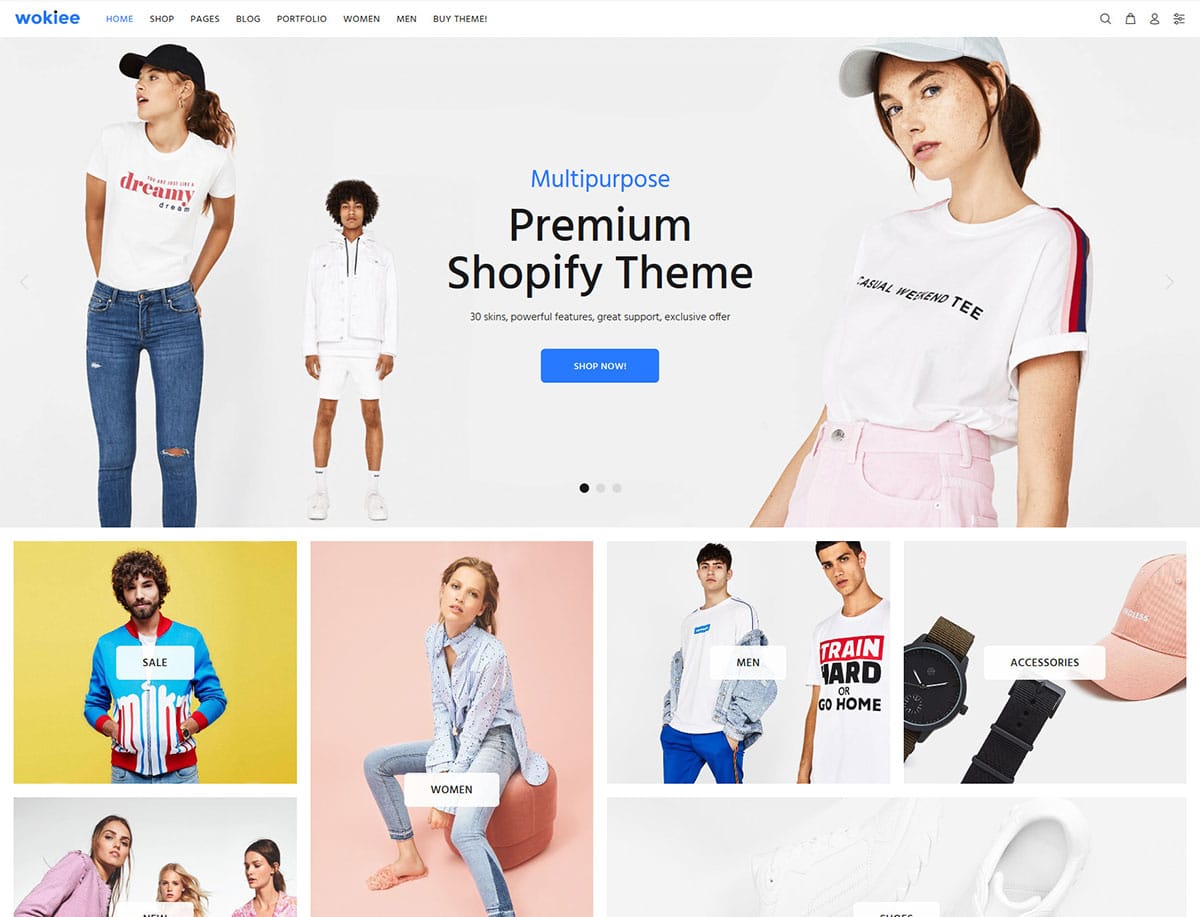 wokiee
HOME SHOP PAGES BLOG PORTFOLIO WOMEN MEN BUY THEME!
YOU ARE JUST LIKE A
dreamy
dream
Multipurpose
Premium
Shopify Theme
30 skins, powerful features, great support, exclusive offer
SHOP NOW!
CASUAL WEEKEND TEE
SALE
milk
WOMEN
MEN
TRAIN
HARD
OR
GO HOME
ACCESSORIES
NEW
SHOES